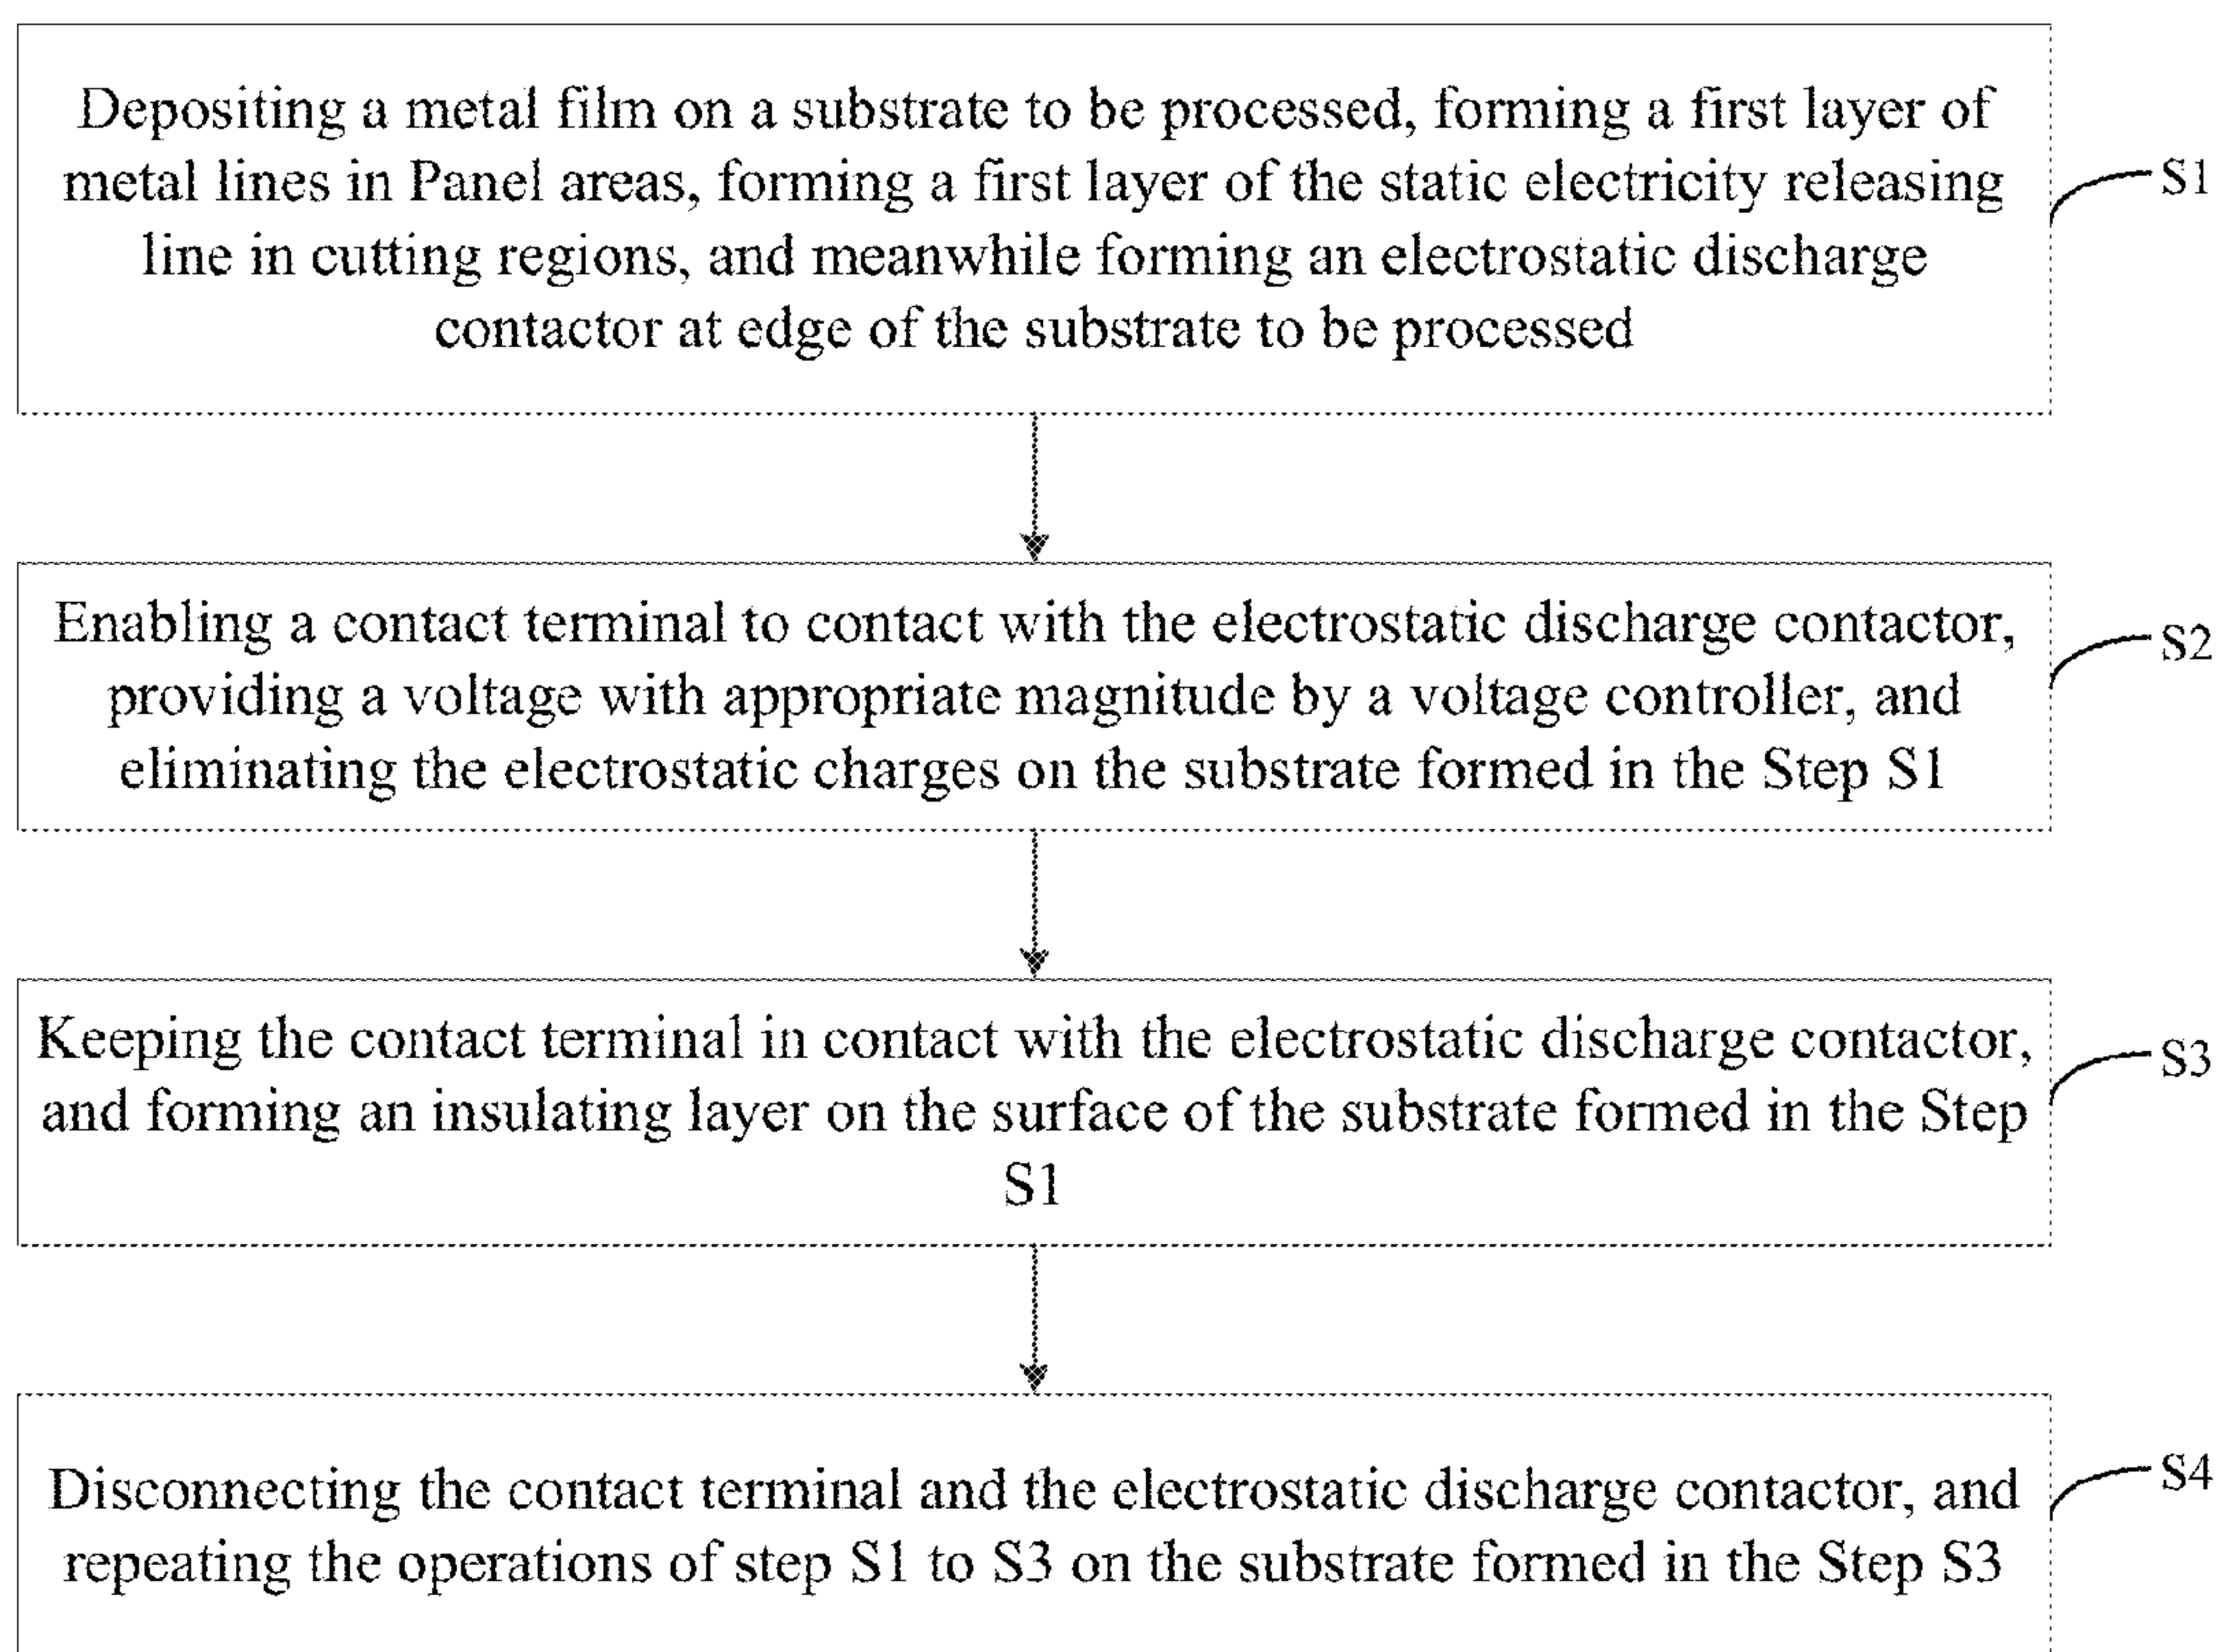 Depositing a metal film on a substrate to be processed, forming a first layer of
metal lines in Panel areas, forming a first layer of the static electricity releasing
line in cutting regions, and meanwhile forming an electrostatic discharge
contactor at edge of the substrate to be processed
S1
Enabling a contact terminal to contact with the electrostatic discharge contactor,
providing a voltage with appropriate magnitude by a voltage controller, and
eliminating the electrostatic charges on the substrate formed in the Step S1
S2
Keeping the contact terminal in contact with the electrostatic discharge contactor,
and forming an insulating layer on the surface of the substrate formed in the Step
S1
S3
Disconnecting the contact terminal and the electrostatic discharge contactor, and
repeating the operations of step S1 to S3 on the substrate formed in the Step S3
S4